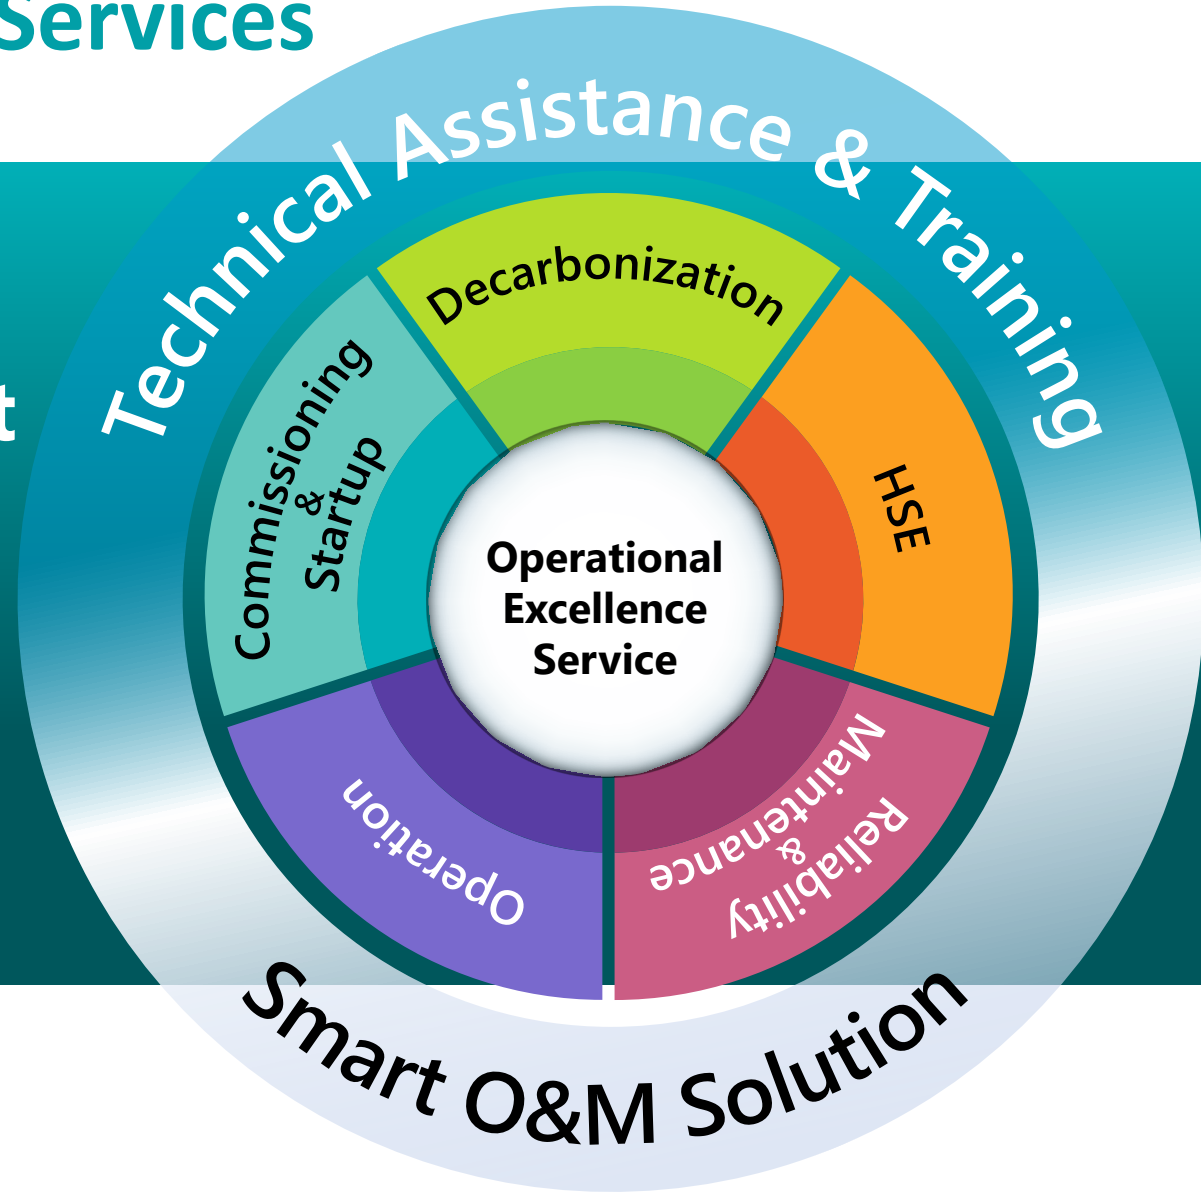 Services
t
Technical Assistance & Training
Decarbonization
Commissioning
&
Startup
HSE
Operational
Excellence
Service
Operation
Reliability
&
Maintenance
Smart O&M Solution